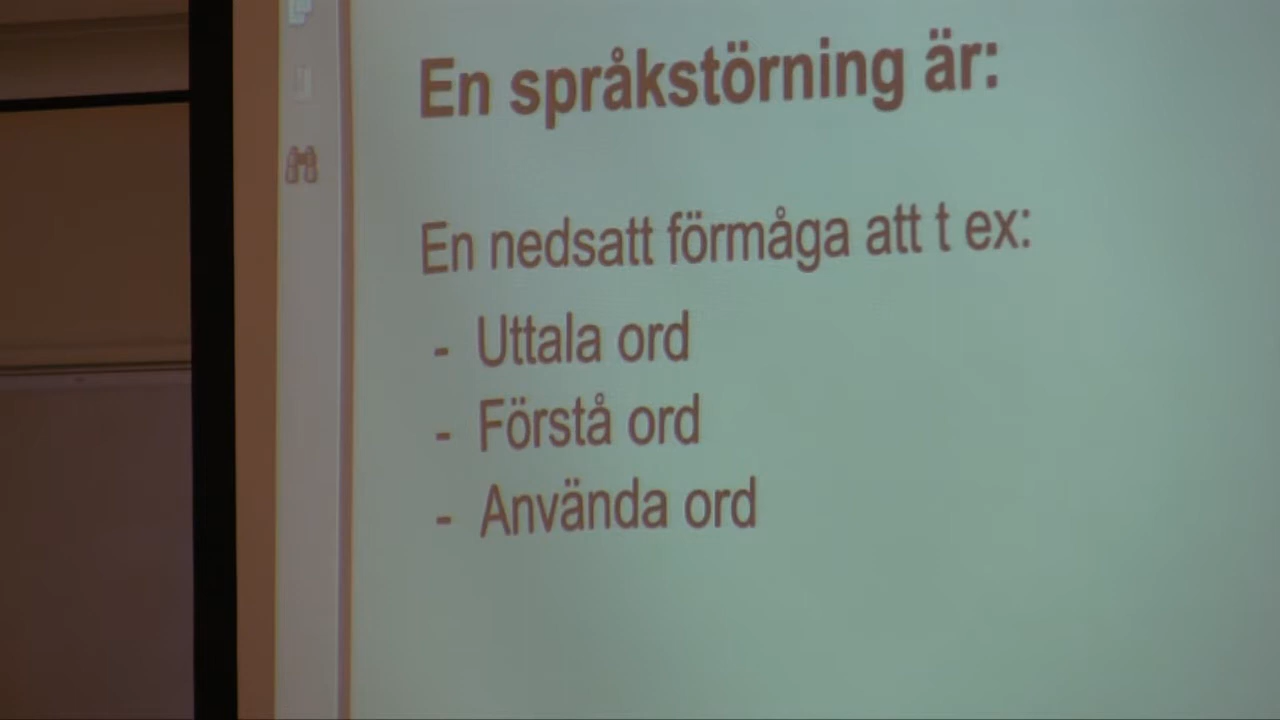 En språkstörning är:
En nedsatt förmåga att t ex:
- Uttala ord
- Förstå ord
- Använda ord